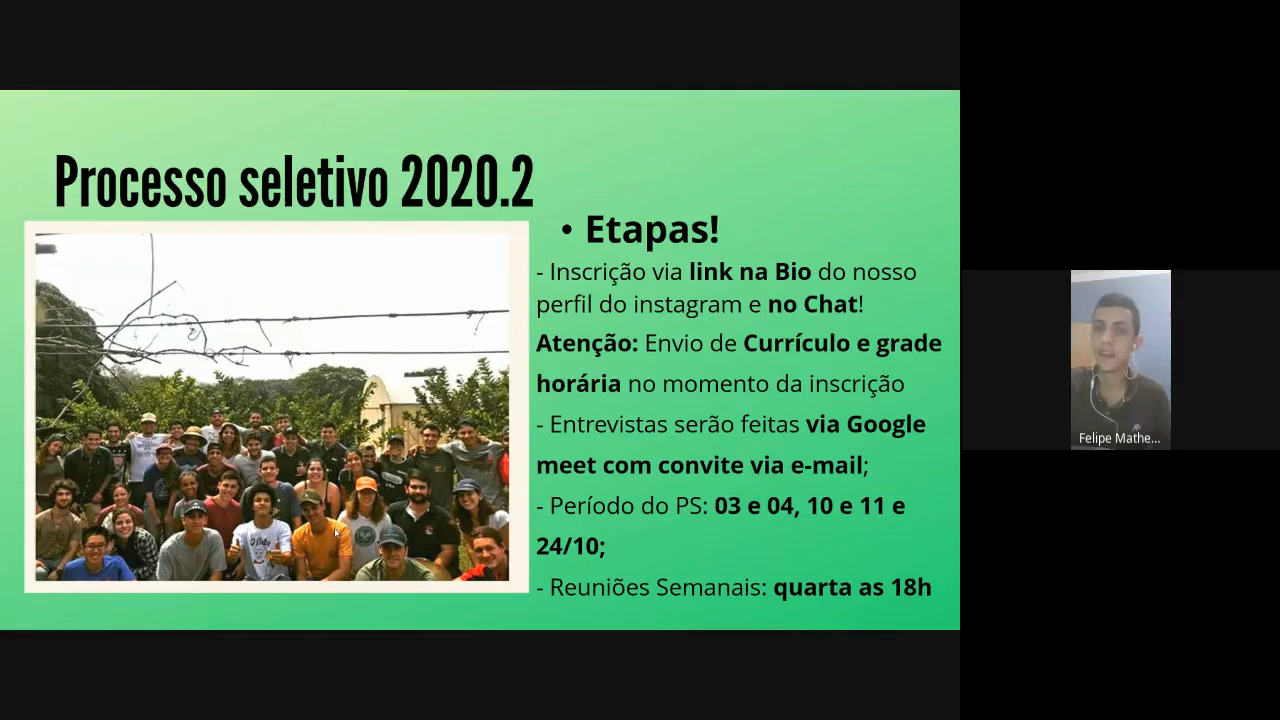 Processo seletivo 2020.2
• Etapas!
- Inscrição via link na Bio do nosso
perfil do instagram e no Chat!
Atenção: Envio de Currículo e grade
horária no momento da inscrição
- Entrevistas serão feitas via Google
meet com convite via e-mail;
- Período do PS: 03 e 04, 10 e 11 e
24/10;
- Reuniões Semanais: quarta as 18h
Felipe Mathe...